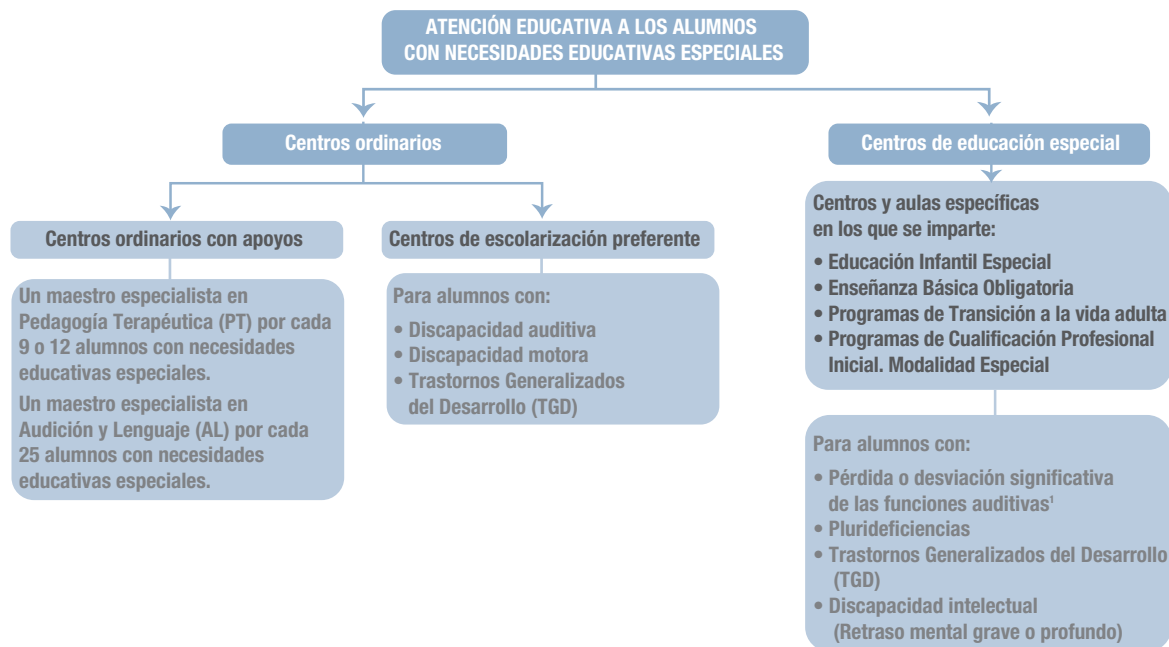 ATENCIÓN EDUCATIVA A LOS ALUMNOS
CON NECESIDADES EDUCATIVAS ESPECIALES
Centros ordinarios
Centros de educación especial
Centros ordinarios con apoyos
Un maestro especialista en
Pedagogía Terapéutica (PT) por cada
9 o 12 alumnos con necesidades
educativas especiales.
Un maestro especialista en
Audición y Lenguaje (AL) por cada
25 alumnos con necesidades
educativas especiales.
Centros de escolarización preferente
Para alumnos con:
• Discapacidad auditiva
• Discapacidad motora
• Trastornos Generalizados
del Desarrollo (TGD)
Centros y aulas específicas
en los que se imparte:
• Educación Infantil Especial
• Enseñanza Básica Obligatoria
• Programas de Transición a la vida adulta
• Programas de Cualificación Profesional
Inicial. Modalidad Especial
Para alumnos con:
• Pérdida o desviación significativa
de las funciones auditivas¹
• Plurideficiencias
• Trastornos Generalizados del Desarrollo
(TGD)
• Discapacidad intelectual
(Retraso mental grave o profundo)